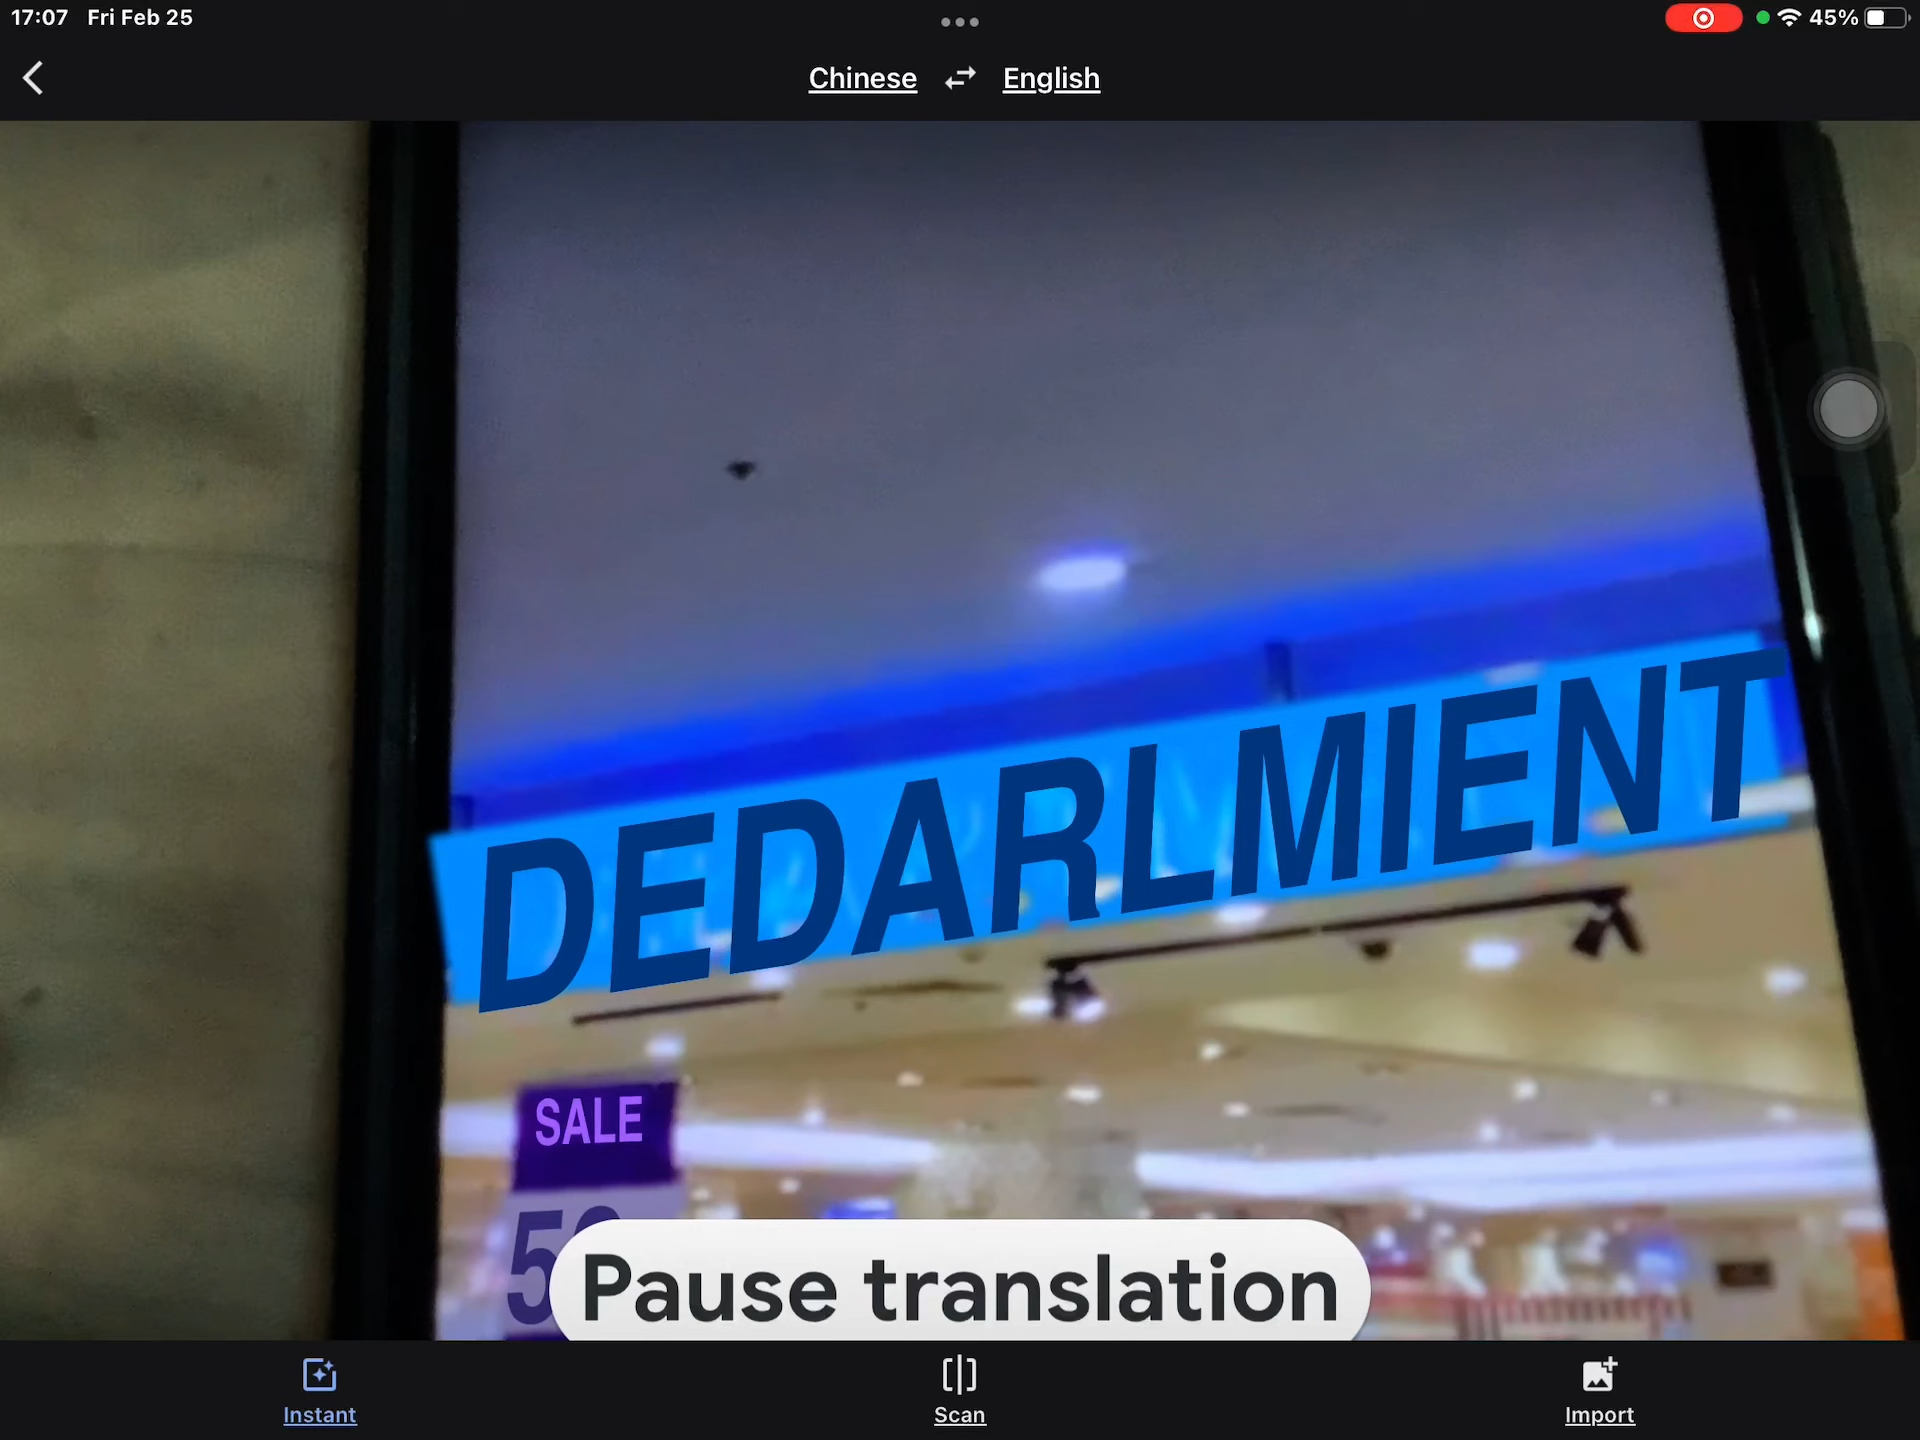 17:07 Fri Feb 25
45%
Chinese
English
DEDARLMIENT
SALE
Pause translation
Instant
Scan
Import